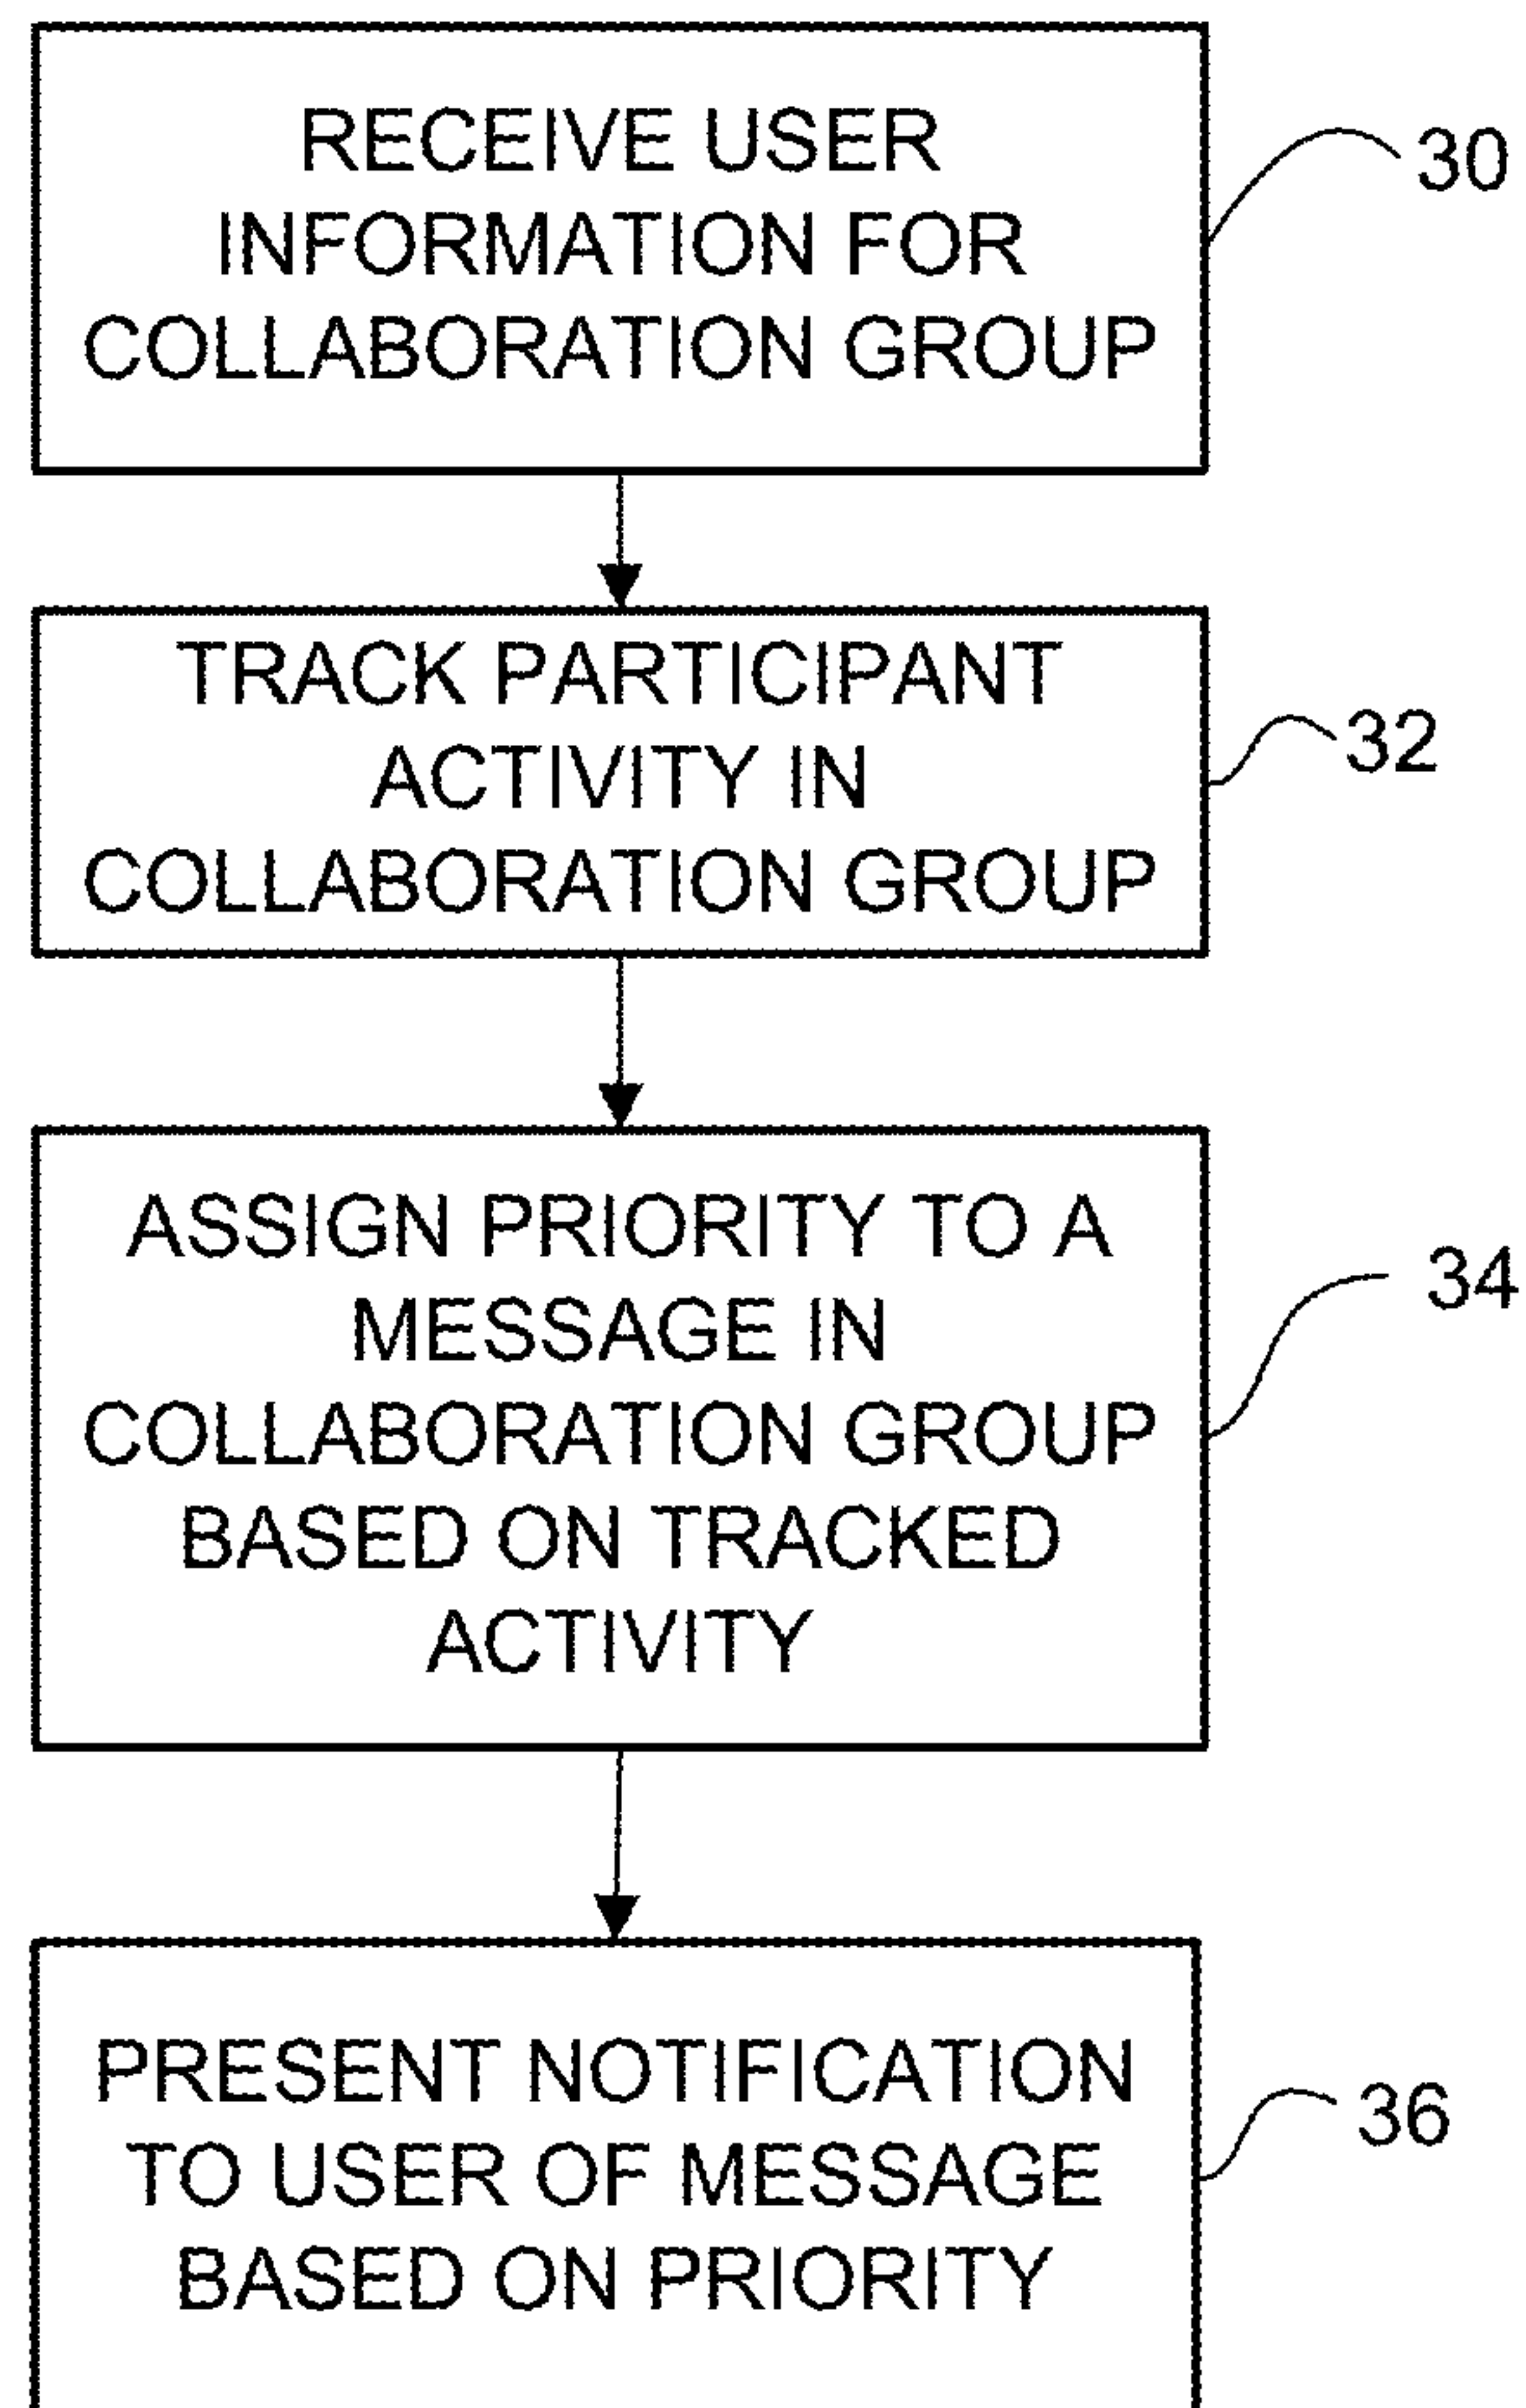 RECEIVE USER
INFORMATION FOR
COLLABORATION GROUP
30
TRACK PARTICIPANT
ACTIVITY IN
COLLABORATION GROUP
32
ASSIGN PRIORITY TO A
MESSAGE IN
COLLABORATION GROUP
BASED ON TRACKED
ACTIVITY
34
PRESENT NOTIFICATION
TO USER OF MESSAGE
BASED ON PRIORITY
36